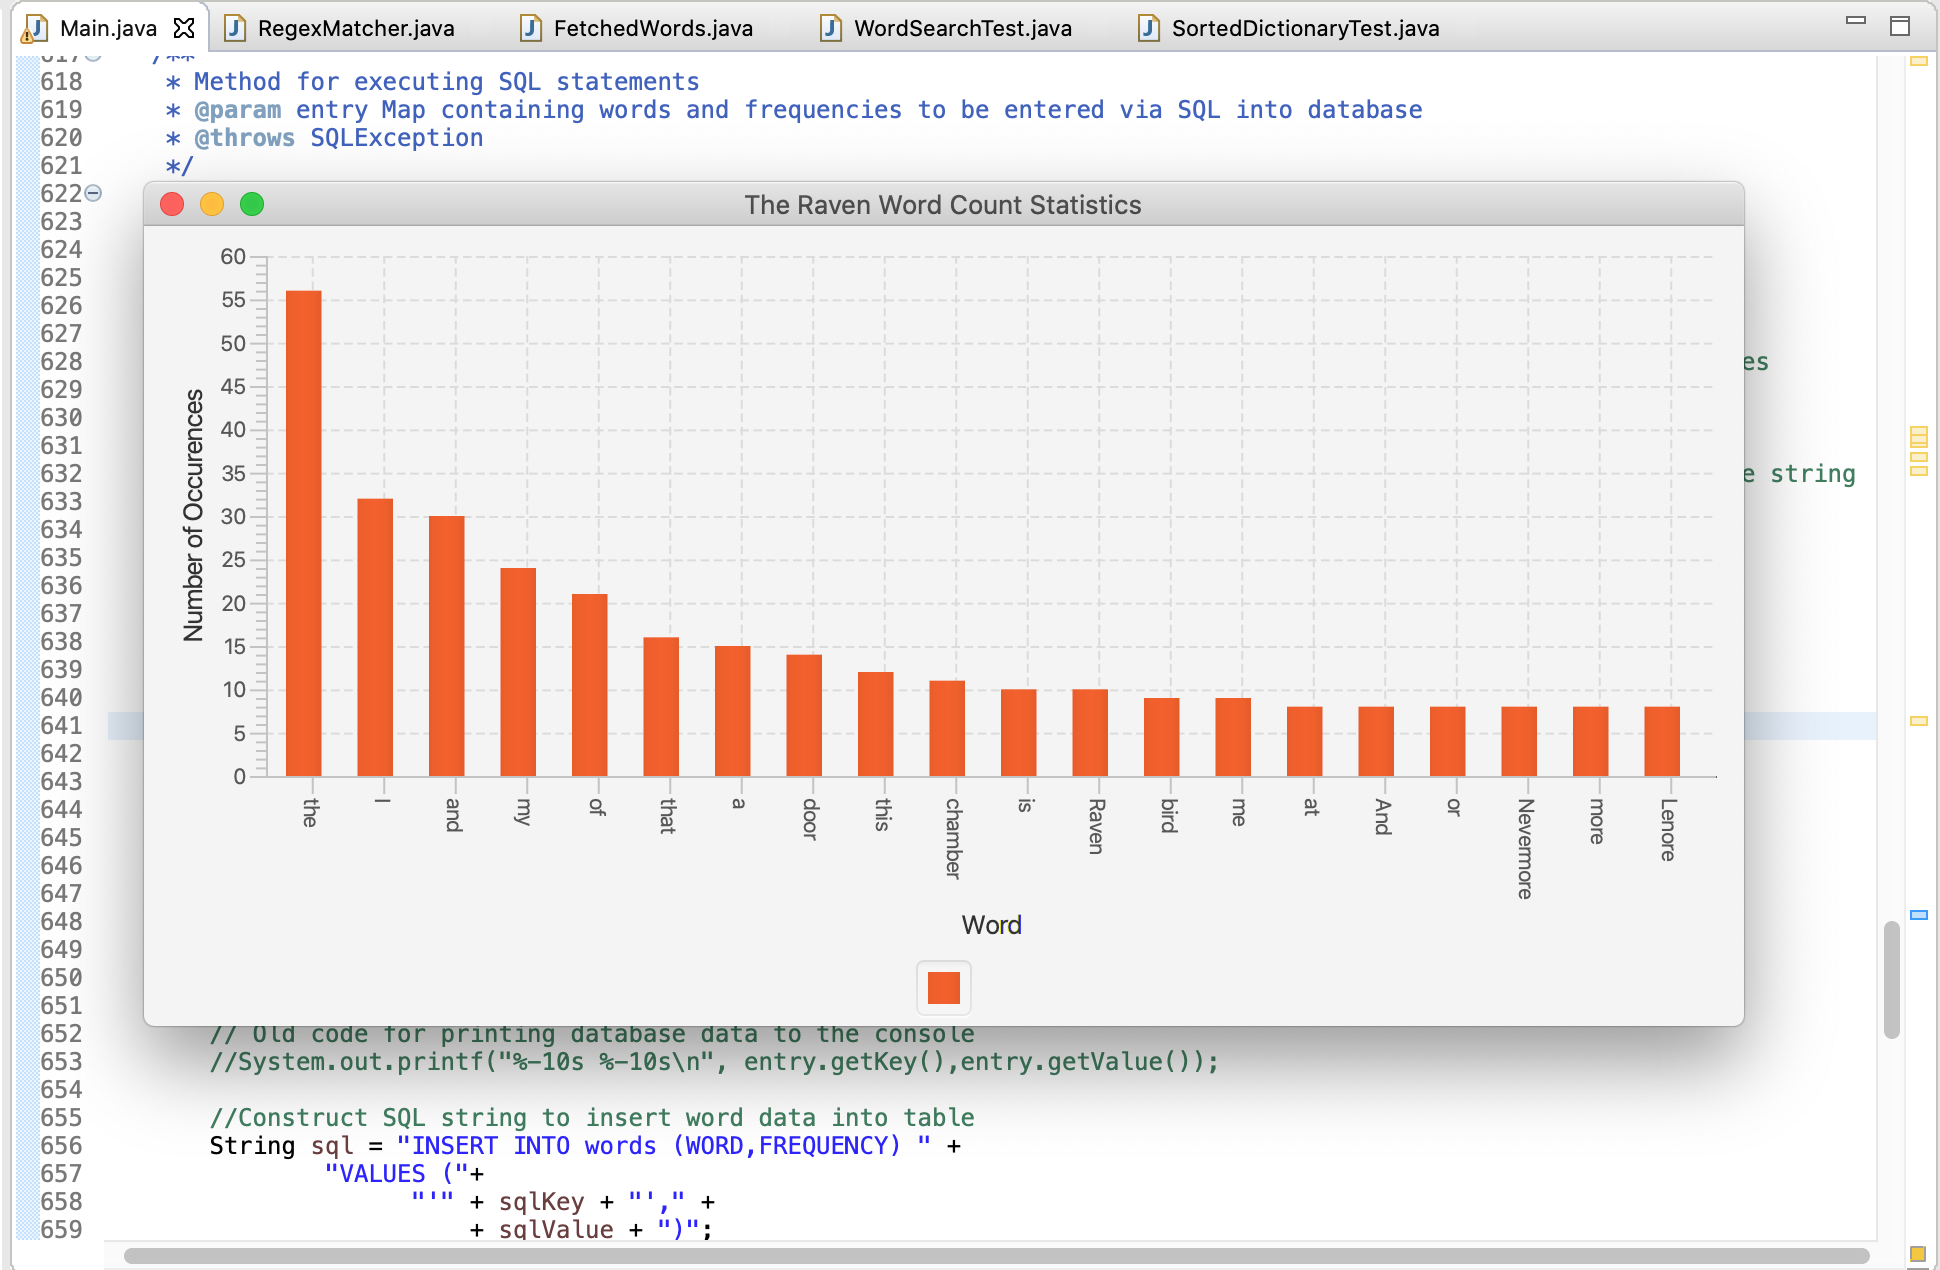 Main.java RegexMatcher.java FetchedWords.java WordSearchTest.java SortedDictionaryTest.java
617 /**
618 * Method for executing SQL statements
619 * @param entry Map containing words and frequencies to be entered via SQL into database
620 * @throws SQLException
621 */
622
The Raven Word Count Statistics
623
624
625
626
627
628 es
629
630
631
632 e string
633
634
635
636
637
638
639
640
641
642
643
644
645
646
647
648
649
650
651
60
55
50
45
40
35
30
25
20
15
10
5
0
Number of Occurences
the I and my of that a door this chamber is Raven bird me at And or Nevermore more Lenore
Word
652 // Old code for printing database data to the console
653 //System.out.printf("%-10s %-10s\n", entry.getKey(),entry.getValue());
654
655 //Construct SQL string to insert word data into table
656 String sql = "INSERT INTO words (WORD,FREQUENCY) " +
657 "VALUES ("+
658 "'" + sqlKey + "'," +
659 + sqlValue + ")";